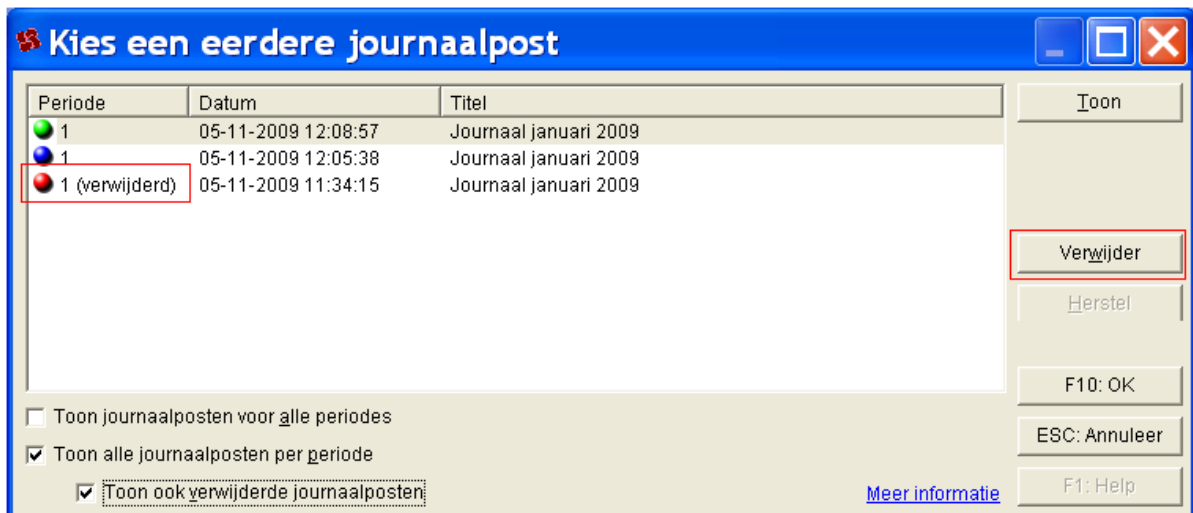 Kies een eerdere journaalpost
Periode Datum Titel
1 05-11-2009 12:08:57 Journaal januari 2009
1 05-11-2009 12:05:38 Journaal januari 2009
1 (verwijderd) 05-11-2009 11:34:15 Journaal januari 2009
Toon
Verwijder
Herstel
F10: OK
ESC: Annuleer
F1: Help
Toon journaalposten voor alle periodes
Toon alle journaalposten per periode
Toon ook verwijderde journaalposten
Meer informatie